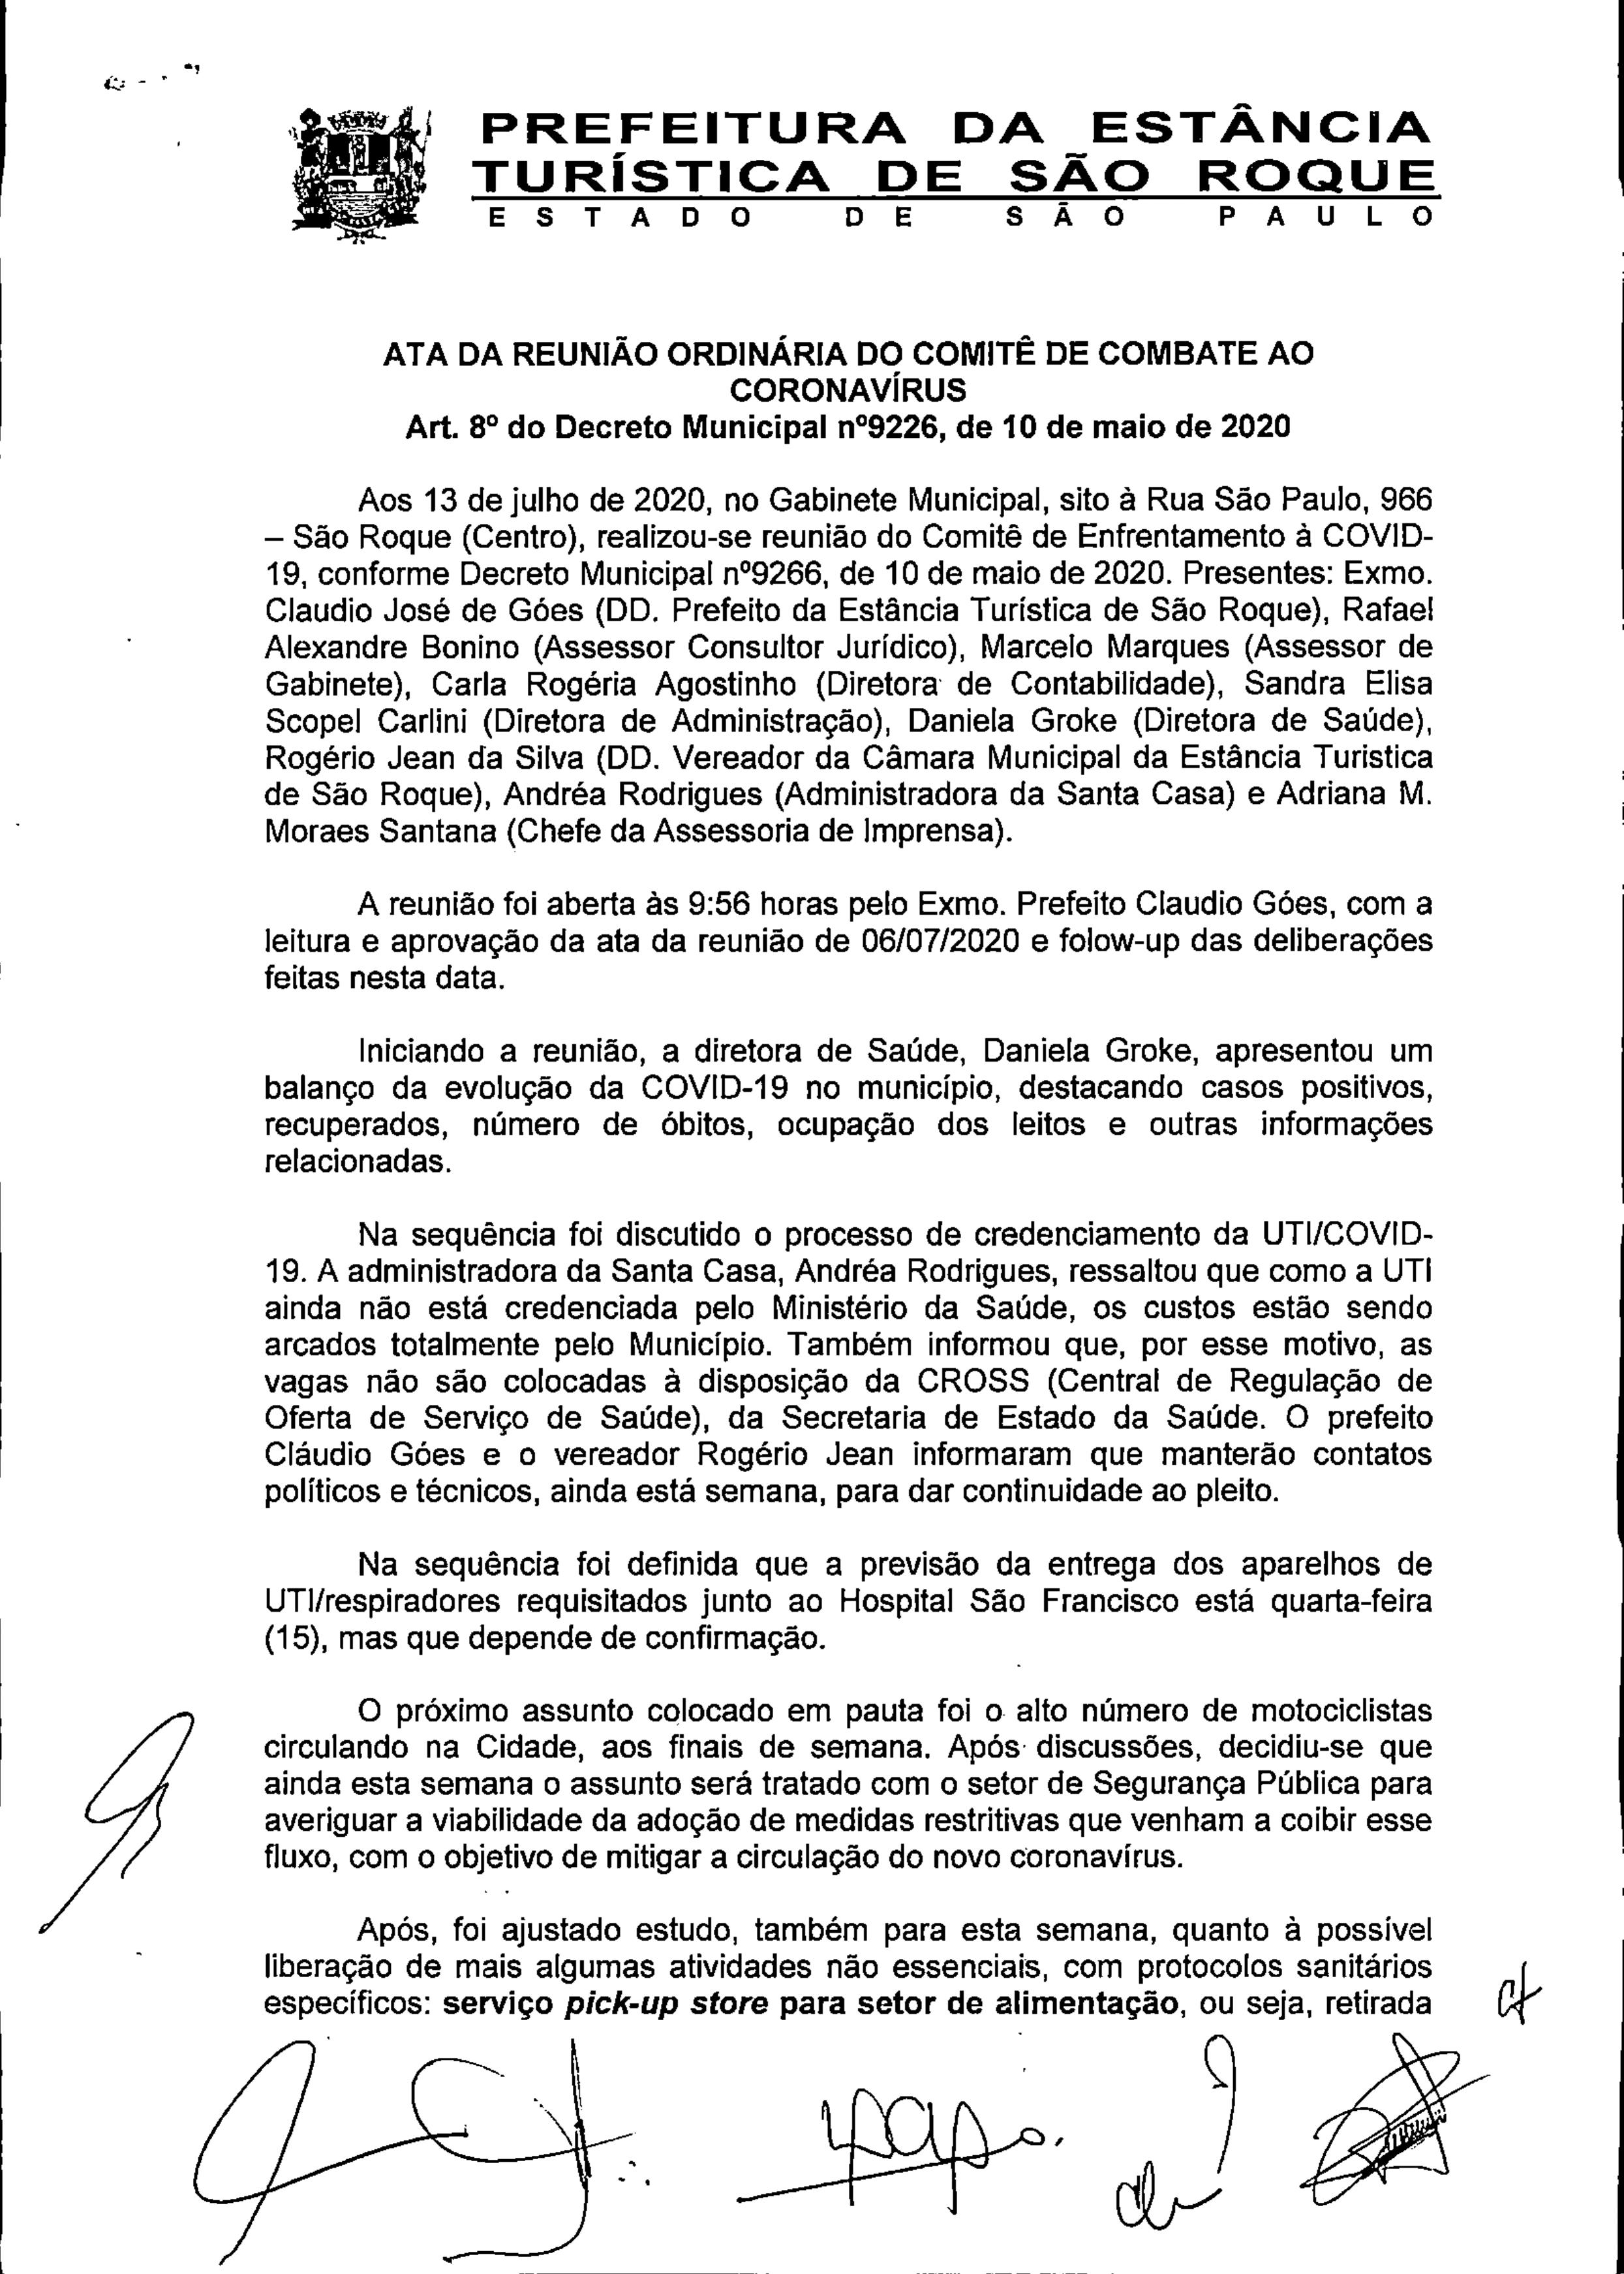 PREFEITURA DA ESTÂNCIA
TURÍSTICA DE SÃO ROQUE
ESTADO DE SÃO PAULO
ATA DA REUNIÃO ORDINÁRIA DO COMITÊ DE COMBATE AO
CORONAVÍRUS
Art. 8º do Decreto Municipal nº9226, de 10 de maio de 2020
Aos 13 de julho de 2020, no Gabinete Municipal, sito à Rua São Paulo, 966
– São Roque (Centro), realizou-se reunião do Comitê de Enfrentamento à COVID-
19, conforme Decreto Municipal nº9266, de 10 de maio de 2020. Presentes: Exmo.
Claudio José de Góes (DD. Prefeito da Estância Turística de São Roque), Rafael
Alexandre Bonino (Assessor Consultor Jurídico), Marcelo Marques (Assessor de
Gabinete), Carla Rogéria Agostinho (Diretora de Contabilidade), Sandra Elisa
Scopel Carlini (Diretora de Administração), Daniela Groke (Diretora de Saúde),
Rogério Jean da Silva (DD. Vereador da Câmara Municipal da Estância Turistica
de São Roque), Andréa Rodrigues (Administradora da Santa Casa) e Adriana M.
Moraes Santana (Chefe da Assessoria de Imprensa).
A reunião foi aberta às 9:56 horas pelo Exmo. Prefeito Claudio Góes, com a
leitura e aprovação da ata da reunião de 06/07/2020 e folow-up das deliberações
feitas nesta data.
Iniciando a reunião, a diretora de Saúde, Daniela Groke, apresentou um
balanço da evolução da COVID-19 no município, destacando casos positivos,
recuperados, número de óbitos, ocupação dos leitos e outras informações
relacionadas.
Na sequência foi discutido o processo de credenciamento da UTI/COVID-
19. A administradora da Santa Casa, Andréa Rodrigues, ressaltou que como a UTI
ainda não está credenciada pelo Ministério da Saúde, os custos estão sendo
arcados totalmente pelo Município. Também informou que, por esse motivo, as
vagas não são colocadas à disposição da CROSS (Central de Regulação de
Oferta de Serviço de Saúde), da Secretaria de Estado da Saúde. O prefeito
Cláudio Góes e o vereador Rogério Jean informaram que manterão contatos
políticos e técnicos, ainda está semana, para dar continuidade ao pleito.
Na sequência foi definida que a previsão da entrega dos aparelhos de
UTI/respiradores requisitados junto ao Hospital São Francisco está quarta-feira
(15), mas que depende de confirmação.
O próximo assunto colocado em pauta foi o alto número de motociclistas
circulando na Cidade, aos finais de semana. Após discussões, decidiu-se que
ainda esta semana o assunto será tratado com o setor de Segurança Pública para
averiguar a viabilidade da adoção de medidas restritivas que venham a coibir esse
fluxo, com o objetivo de mitigar a circulação do novo coronavírus.
Após, foi ajustado estudo, também para esta semana, quanto à possível
liberação de mais algumas atividades não essenciais, com protocolos sanitários
específicos: serviço pick-up store para setor de alimentação, ou seja, retirada